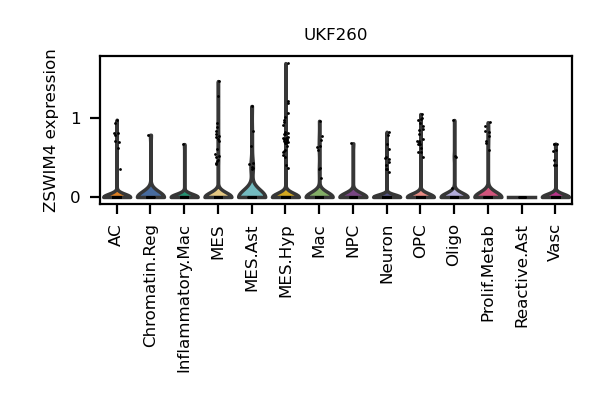 UKF260
ZSWIM4 expression
1
0
AC
Chromatin.Reg
Inflammatory.Mac
MES
MES.Ast
MES.Hyp
Mac
NPC
Neuron
OPC
Oligo
Prolif.Metab
Reactive.Ast
Vasc